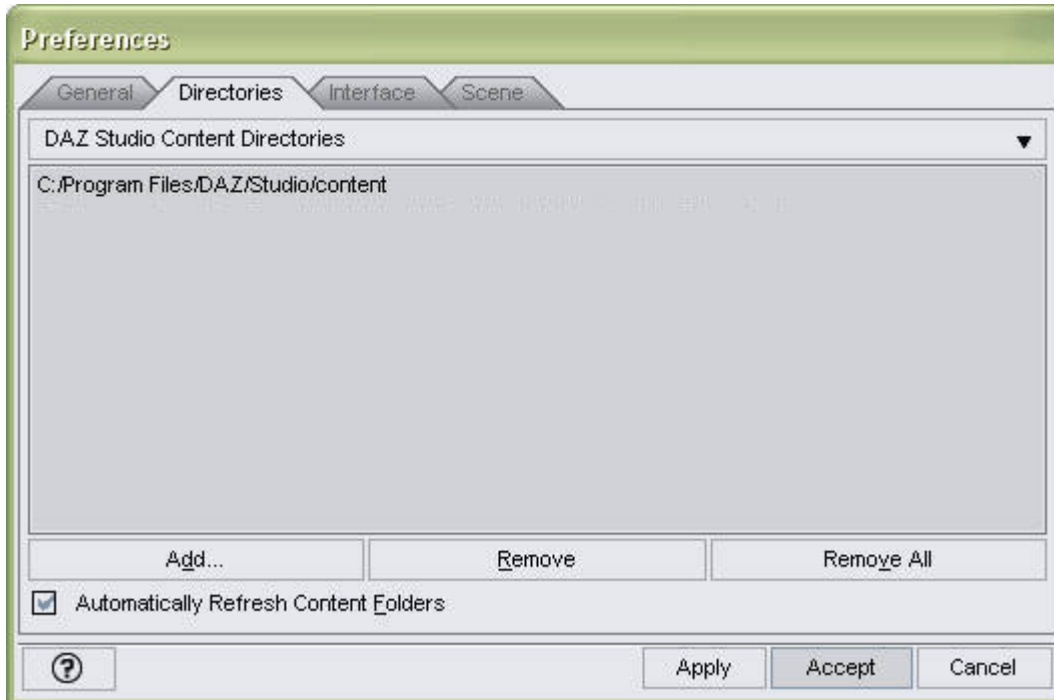 Preferences
General Directories Interface Scene
DAZ Studio Content Directories
C:/Program Files/DAZ/Studio/content
Add... Remove Remove All
Automatically Refresh Content Folders
? Apply Accept Cancel